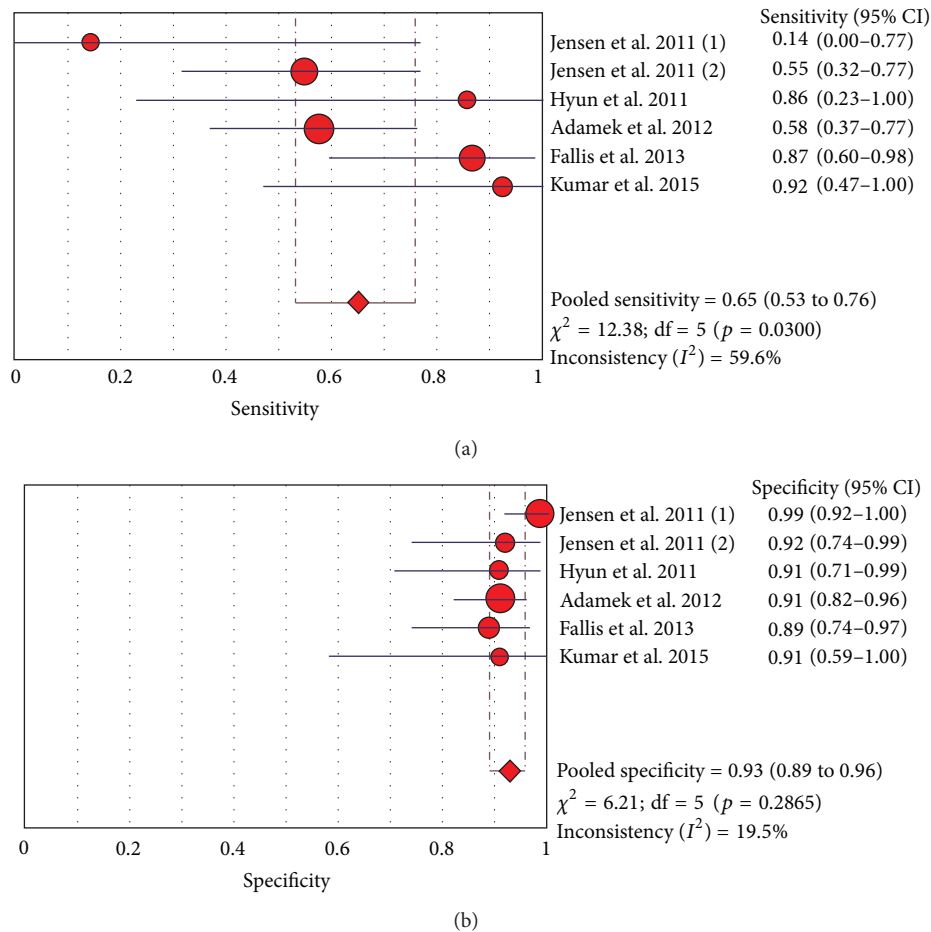 Sensitivity (95% CI)
Jensen et al. 2011 (1) 0.14 (0.00–0.77)
Jensen et al. 2011 (2) 0.55 (0.32–0.77)
Hyun et al. 2011 0.86 (0.23–1.00)
Adamek et al. 2012 0.58 (0.37–0.77)
Fallis et al. 2013 0.87 (0.60–0.98)
Kumar et al. 2015 0.92 (0.47–1.00)
Pooled sensitivity = 0.65 (0.53 to 0.76)
χ² = 12.38; df = 5 (p = 0.0300)
Inconsistency (I²) = 59.6%
0 0.2 0.4 0.6 0.8 1
Sensitivity
(a)
Specificity (95% CI)
Jensen et al. 2011 (1) 0.99 (0.92–1.00)
Jensen et al. 2011 (2) 0.92 (0.74–0.99)
Hyun et al. 2011 0.91 (0.71–0.99)
Adamek et al. 2012 0.91 (0.82–0.96)
Fallis et al. 2013 0.89 (0.74–0.97)
Kumar et al. 2015 0.91 (0.59–1.00)
Pooled specificity = 0.93 (0.89 to 0.96)
χ² = 6.21; df = 5 (p = 0.2865)
Inconsistency (I²) = 19.5%
0 0.2 0.4 0.6 0.8 1
Specificity
(b)